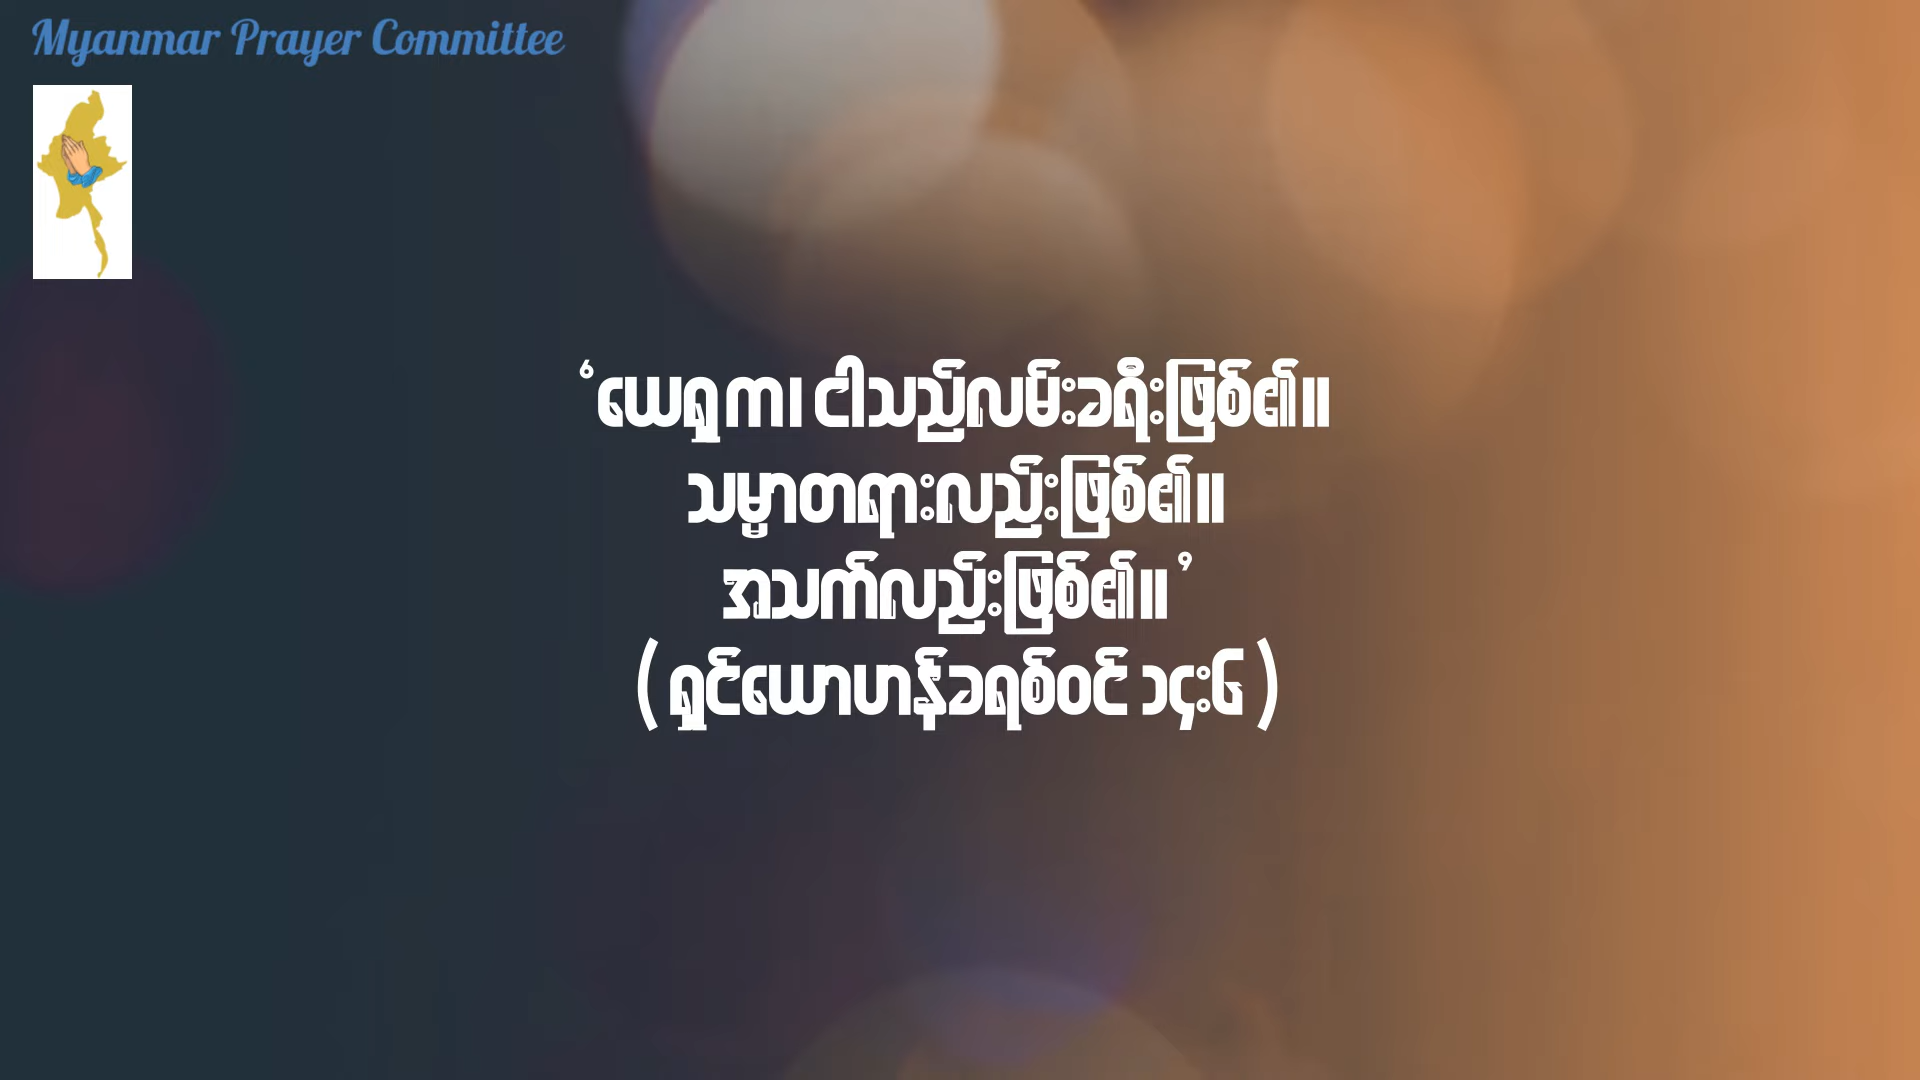 Myanmar Prayer Committee
‘ယေရှုက၊ ငါသည်လမ်းခရီးဖြစ်၏။
သမ္မာတရားလည်းဖြစ်၏။
အသက်လည်းဖြစ်၏။’
(ရှင်ယောဟန်ခရစ်ဝင် ၁၄း၆)